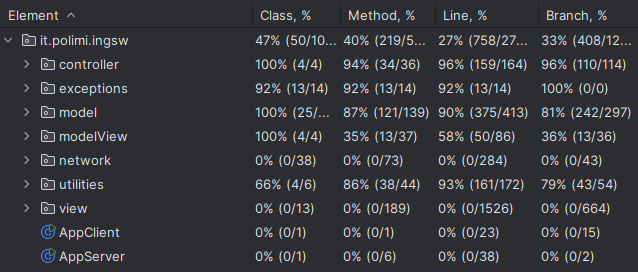 Element Class, % Method, % Line, % Branch, %
it.polimi.ingsw 47% (50/10... 40% (219/5... 27% (758/27... 33% (408/12...
controller 100% (4/4) 94% (34/36) 96% (159/164) 96% (110/114)
exceptions 92% (13/14) 92% (13/14) 92% (13/14) 100% (0/0)
model 100% (25/... 87% (121/139) 90% (375/413) 81% (242/297)
modelView 100% (4/4) 35% (13/37) 58% (50/86) 36% (13/36)
network 0% (0/38) 0% (0/73) 0% (0/284) 0% (0/43)
utilities 66% (4/6) 86% (38/44) 93% (161/172) 79% (43/54)
view 0% (0/13) 0% (0/189) 0% (0/1526) 0% (0/664)
AppClient 0% (0/1) 0% (0/1) 0% (0/23) 0% (0/15)
AppServer 0% (0/1) 0% (0/6) 0% (0/38) 0% (0/2)